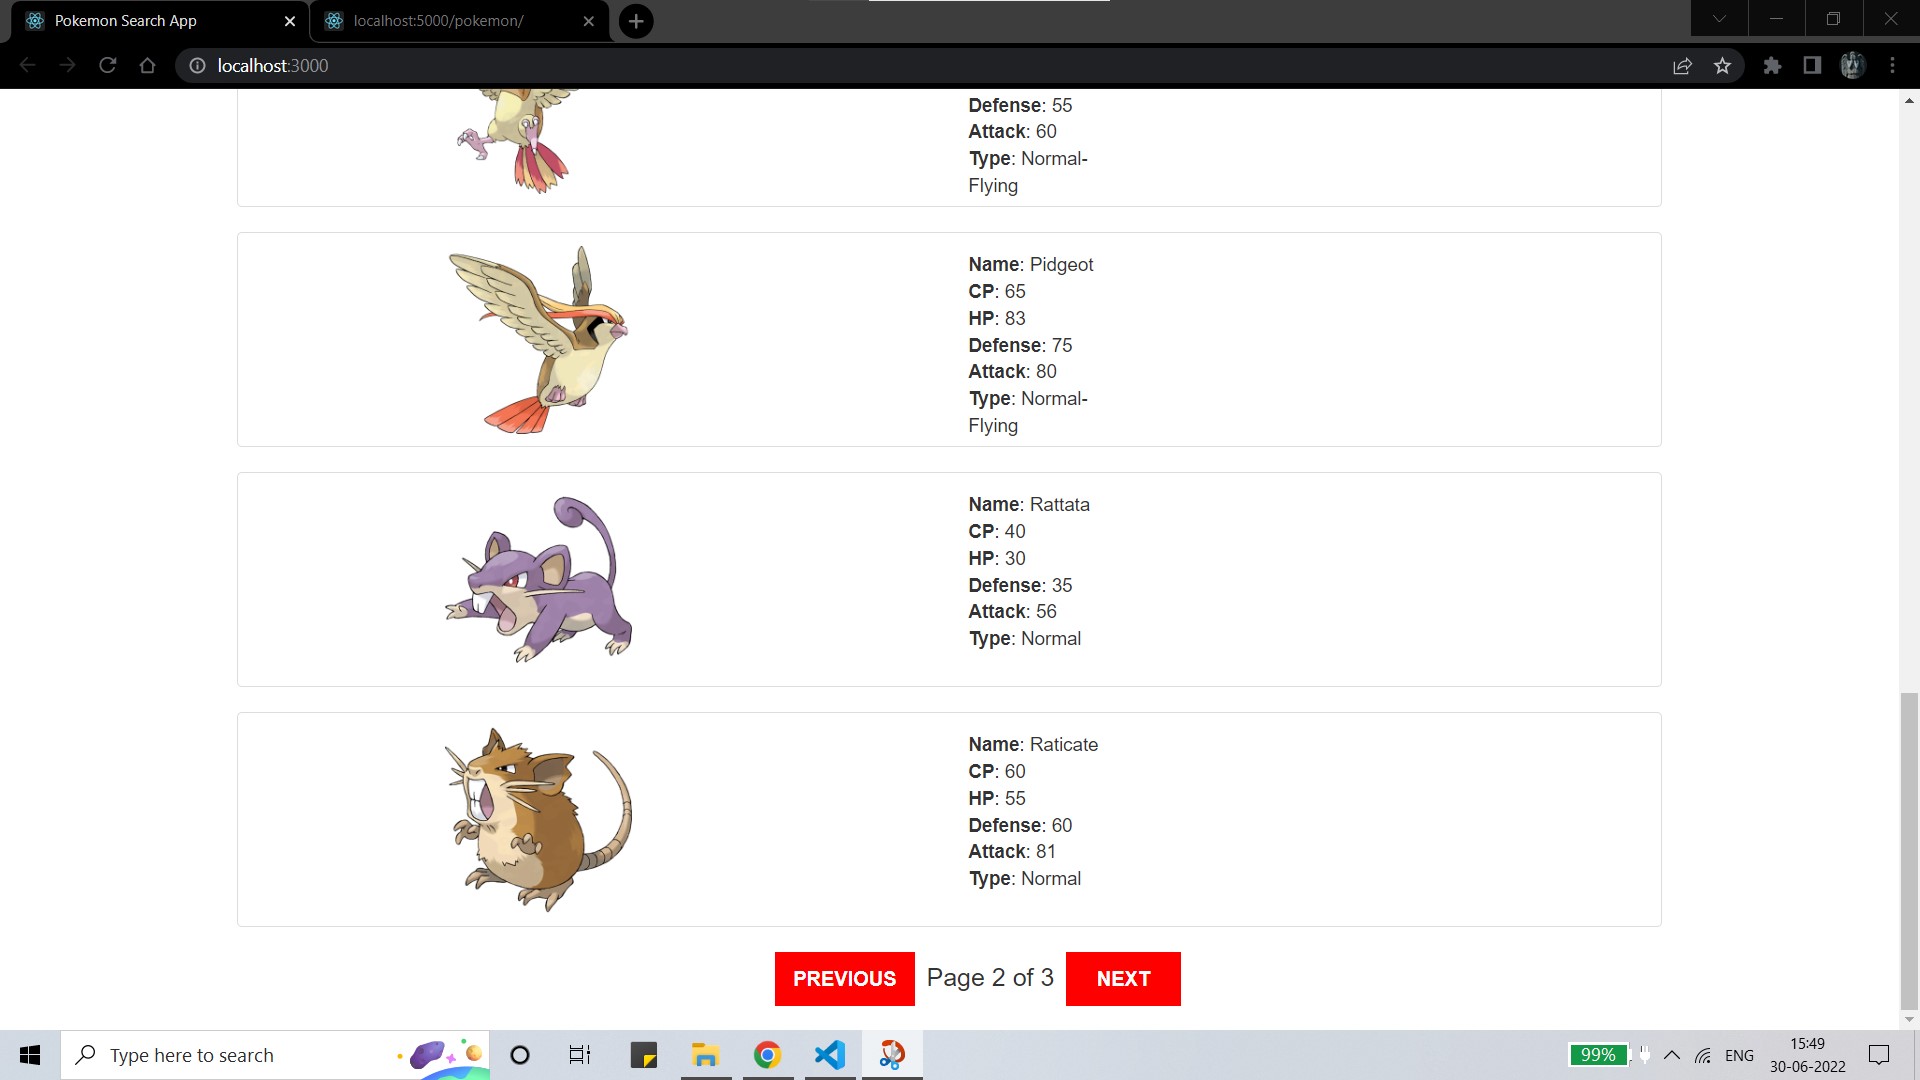 Pokemon Search App
localhost:5000/pokemon/
localhost:3000
Defense: 55
Attack: 60
Type: Normal-
Flying
Name: Pidgeot
CP: 65
HP: 83
Defense: 75
Attack: 80
Type: Normal-
Flying
Name: Rattata
CP: 40
HP: 30
Defense: 35
Attack: 56
Type: Normal
Name: Raticate
CP: 60
HP: 55
Defense: 60
Attack: 81
Type: Normal
PREVIOUS Page 2 of 3 NEXT
Type here to search
99%
ENG
15:49
30-06-2022